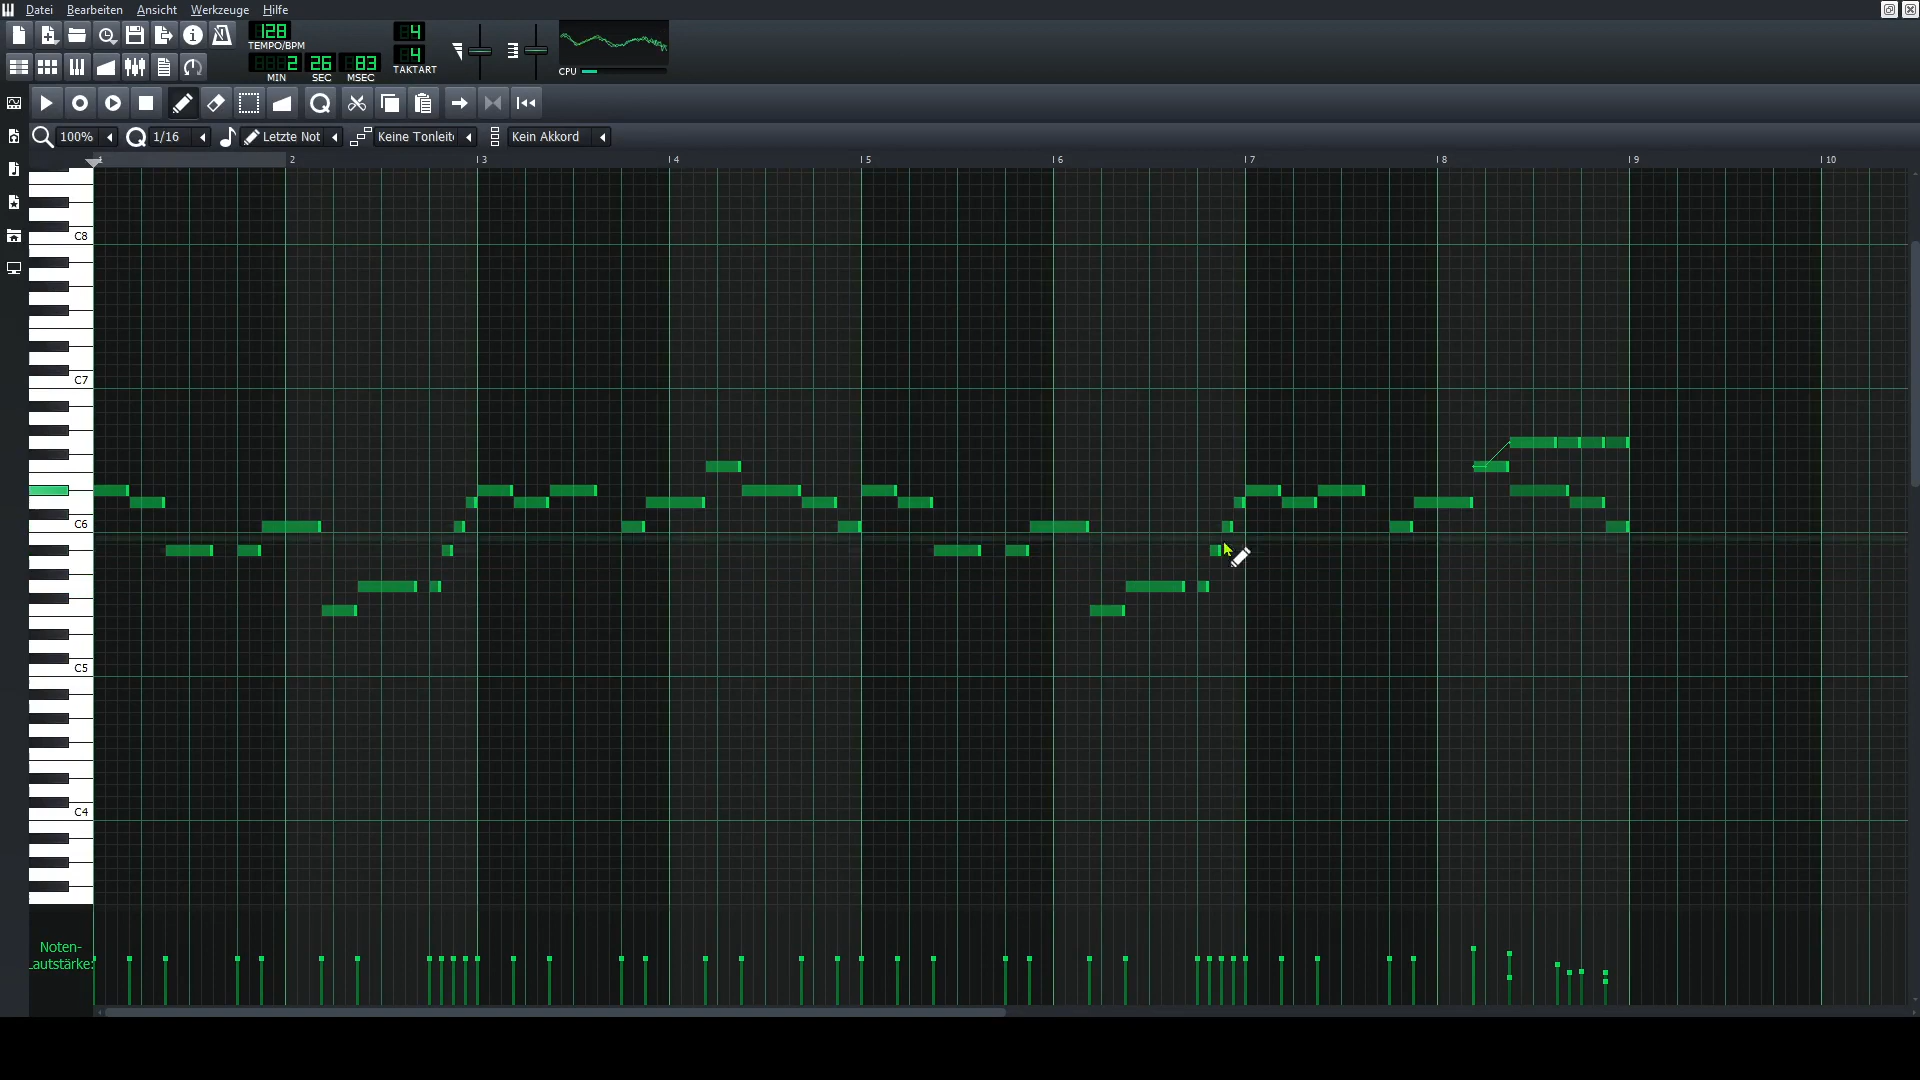 Datei Bearbeiten Ansicht Werkzeuge Hilfe
128
TEMPO/BPM
2 26 83
MIN SEC MSEC
4
4
TAKTART
CPU
100% 1/16 Letzte Not Keine Tonleit Kein Akkord
1 2 3 4 5 6 7 8 9 10
C8
C7
C6
C5
C4
Noten-
Lautstärke: